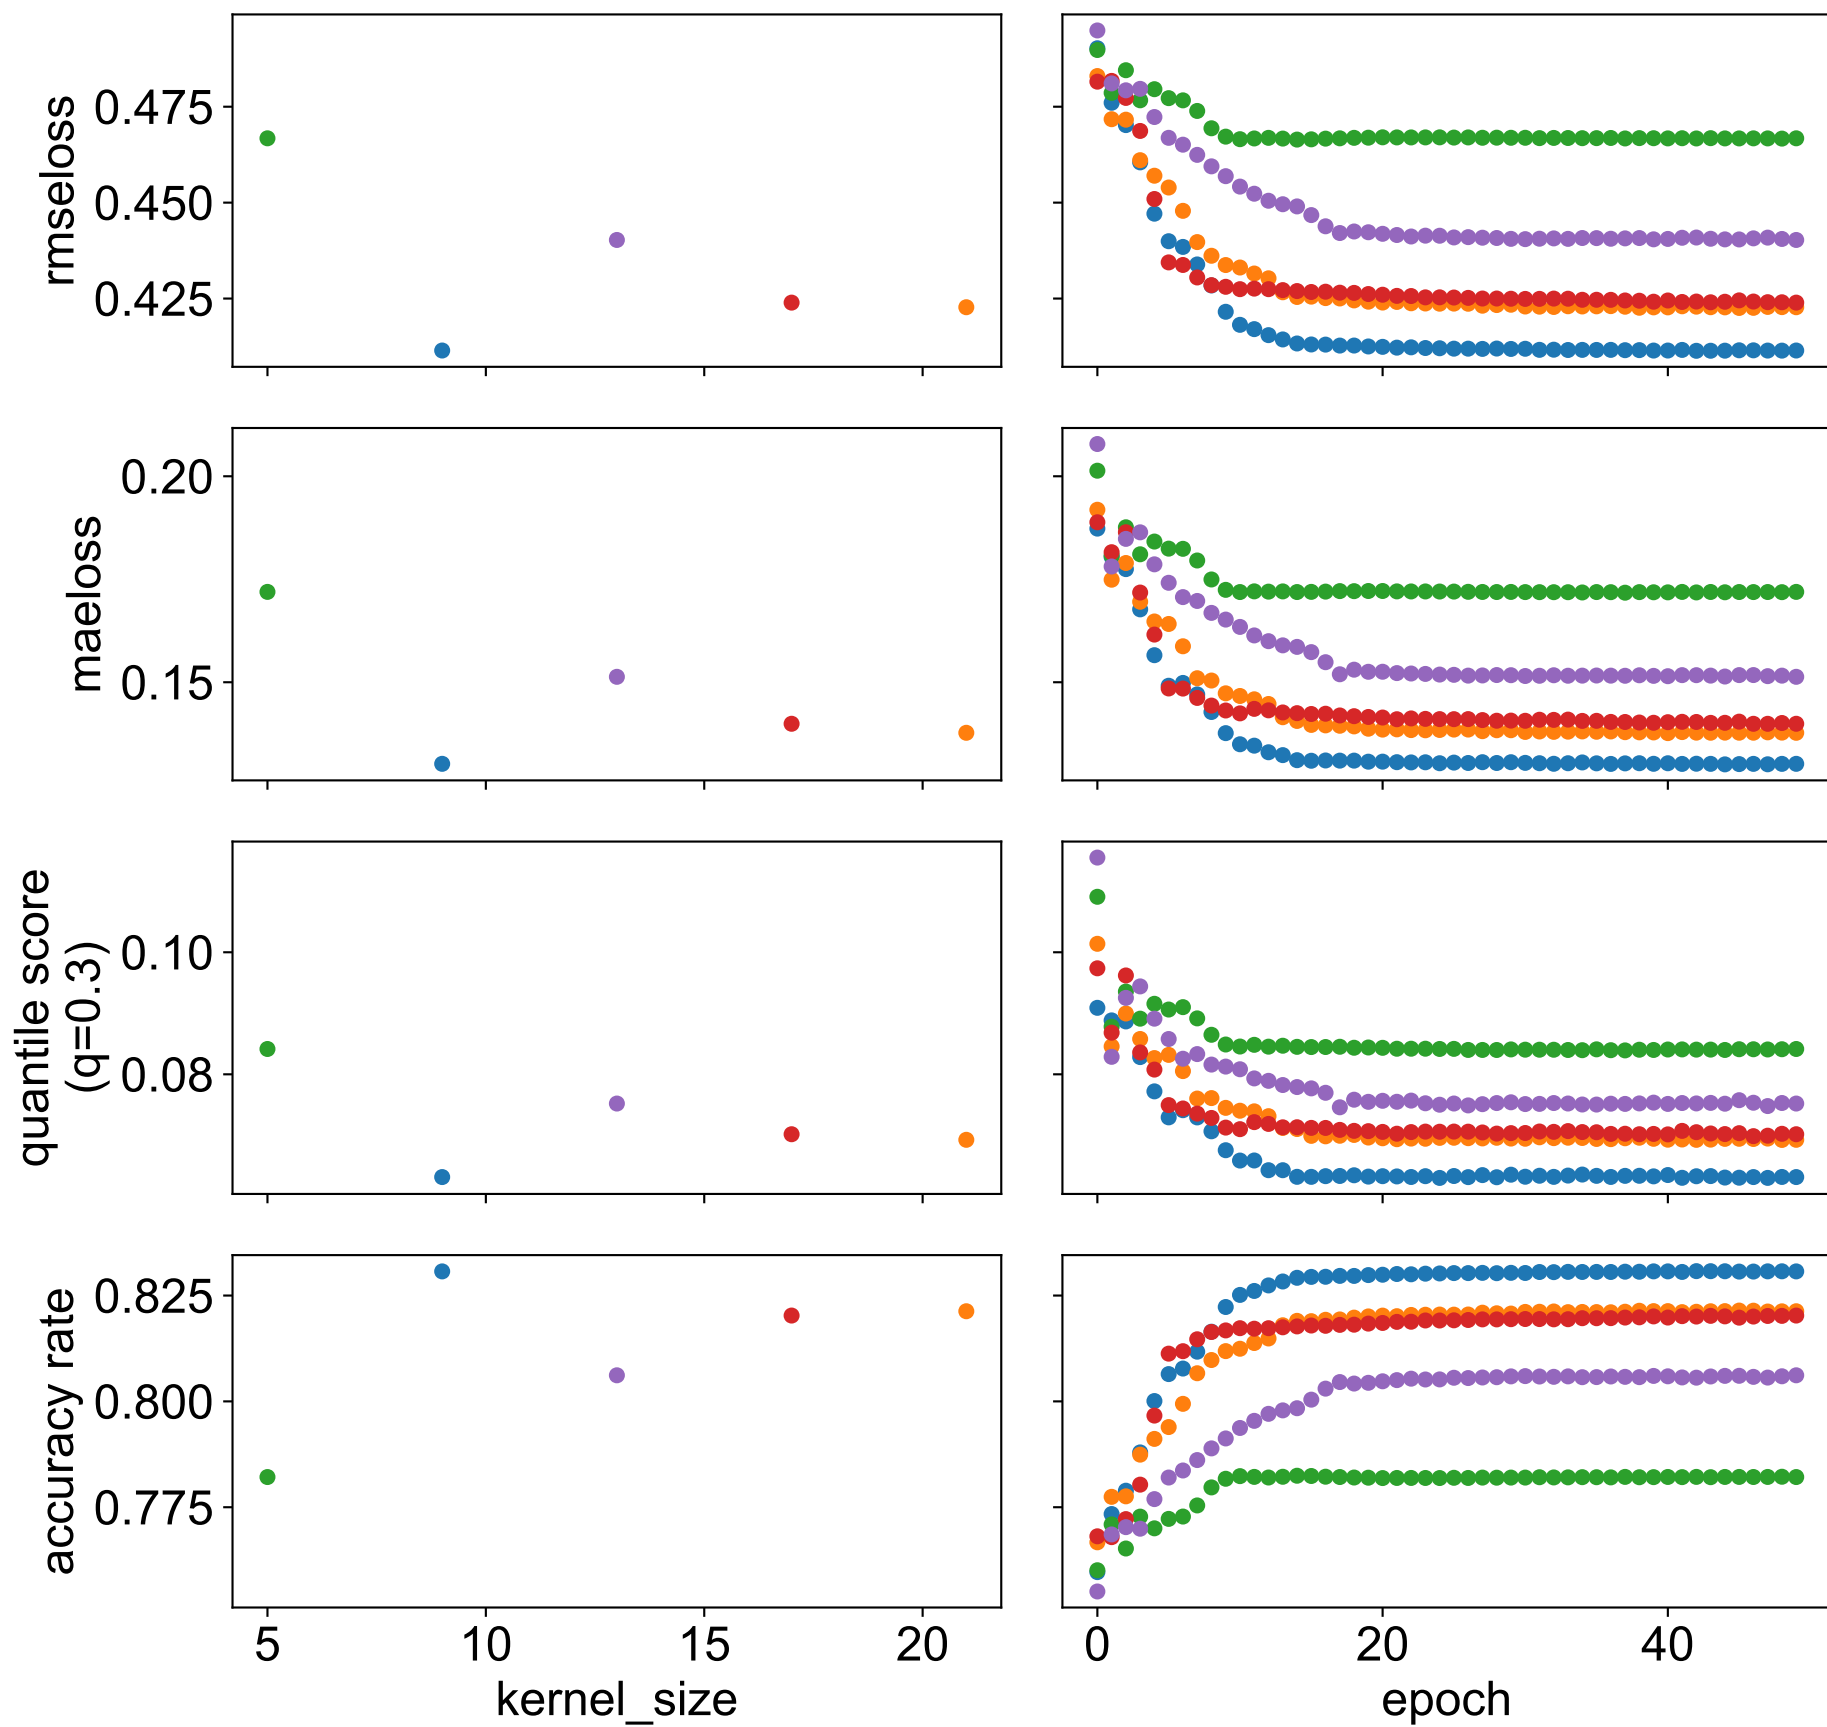 rmseloss
0.475
0.450
0.425
maeloss
0.20
0.15
quantile score
(q=0.3)
0.10
0.08
accuracy rate
0.825
0.800
0.775
5 10 15 20
kernel_size
0 20 40
epoch